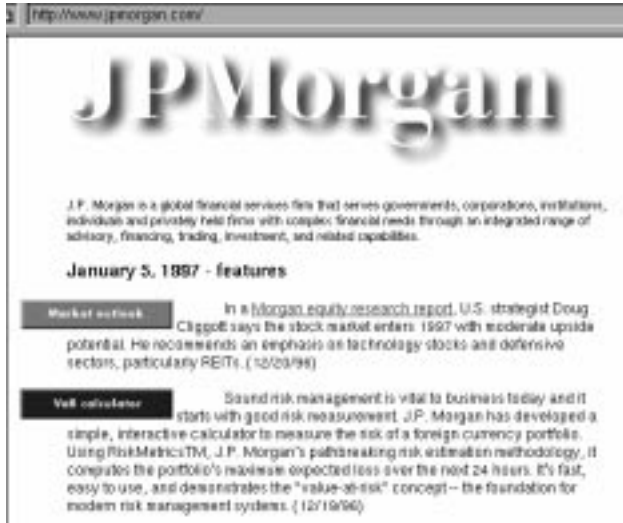 http://www.jpmorgan.com/
JPMorgan
J.P. Morgan is a global financial services firm that serves governments, corporations, institutions,
individuals and privately held firms with complex financial needs through an integrated range of
advisory, financing, trading, investment, and related capabilities.
January 5, 1997 - features
Market outlook
In a Morgan equity research report, U.S. strategist Doug
Cliggott says the stock market enters 1997 with moderate upside
potential. He recommends an emphasis on technology stocks and defensive
sectors, particularly REITs. (12/20/96)
VaR calculator
Sound risk management is vital to business today and it
starts with good risk measurement. J.P. Morgan has developed a
simple, interactive calculator to measure the risk of a foreign currency portfolio.
Using RiskMetricsTM, J.P. Morgan's pathbreaking risk estimation methodology, it
computes the portfolio's maximum expected loss over the next 24 hours. It's fast,
easy to use, and demonstrates the "value-at-risk" concept -- the foundation for
modern risk management systems. (12/19/96)